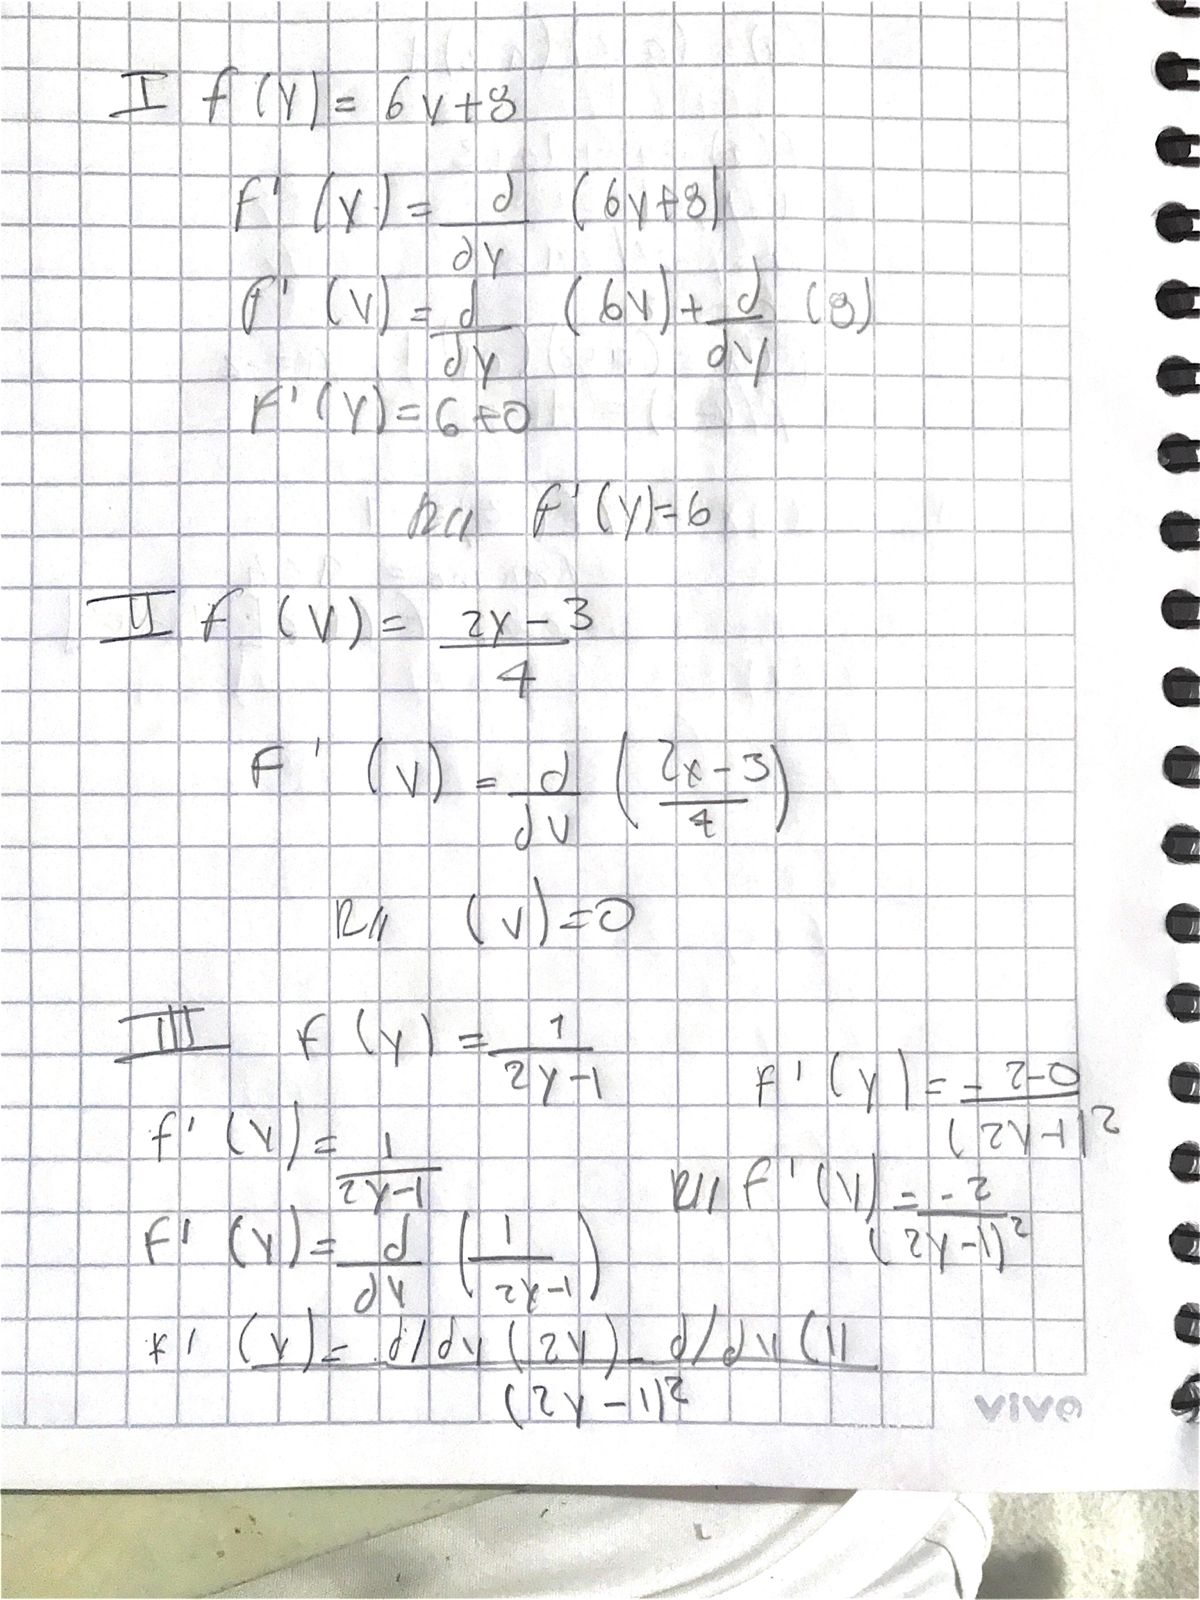 I f(y) = 6y+8
F'(y) = d/dy (6y+8)
f'(y) = d/dy (6y) + d/dy (8)
F'(y) = 6+0
R// f'(y)=6
II f (y) = 2x-3/4
F' (y) = d/dy (2x-3/4)
R// (y)=0
III F (y) = 1/2y-1
f' (y) = 1/2y-1
F' (y) = d/dy (1/2y-1)
*' (y) = d/dy (2y) - d/dy (1)/(2y-1)²
F' (y) = - 2-0/(2y-1)²
R// F' (y) = -2/(2y-1)²
vivo